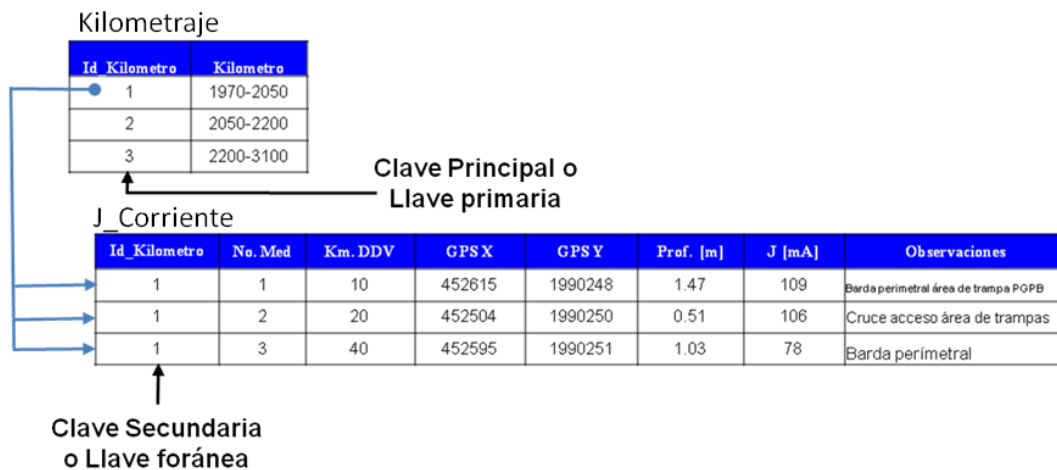 Kilometraje
Id_Kilometro Kilometro
1 1970-2050
2 2050-2200
3 2200-3100
Clave Principal o
Llave primaria
J_Corriente
Id_Kilometro No. Med Km. DDV GPS X GPS Y Prof. [m] J [mA] Observaciones
1 1 10 452615 1990248 1.47 109 Barda perimetral área de trampa PGPB
1 2 20 452504 1990250 0.51 106 Cruce acceso área de trampas
1 3 40 452595 1990251 1.03 78 Barda perímetral
Clave Secundaria
o Llave foránea